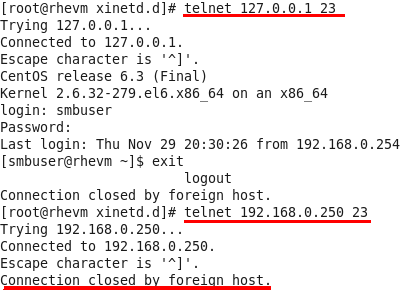 [root@rhevm xinetd.d]# telnet 127.0.0.1 23
Trying 127.0.0.1...
Connected to 127.0.0.1.
Escape character is '^]'.
CentOS release 6.3 (Final)
Kernel 2.6.32-279.el6.x86_64 on an x86_64
login: smbuser
Password:
Last login: Thu Nov 29 20:30:26 from 192.168.0.254
[smbuser@rhevm ~]$ exit
logout
Connection closed by foreign host.
[root@rhevm xinetd.d]# telnet 192.168.0.250 23
Trying 192.168.0.250...
Connected to 192.168.0.250.
Escape character is '^]'.
Connection closed by foreign host.